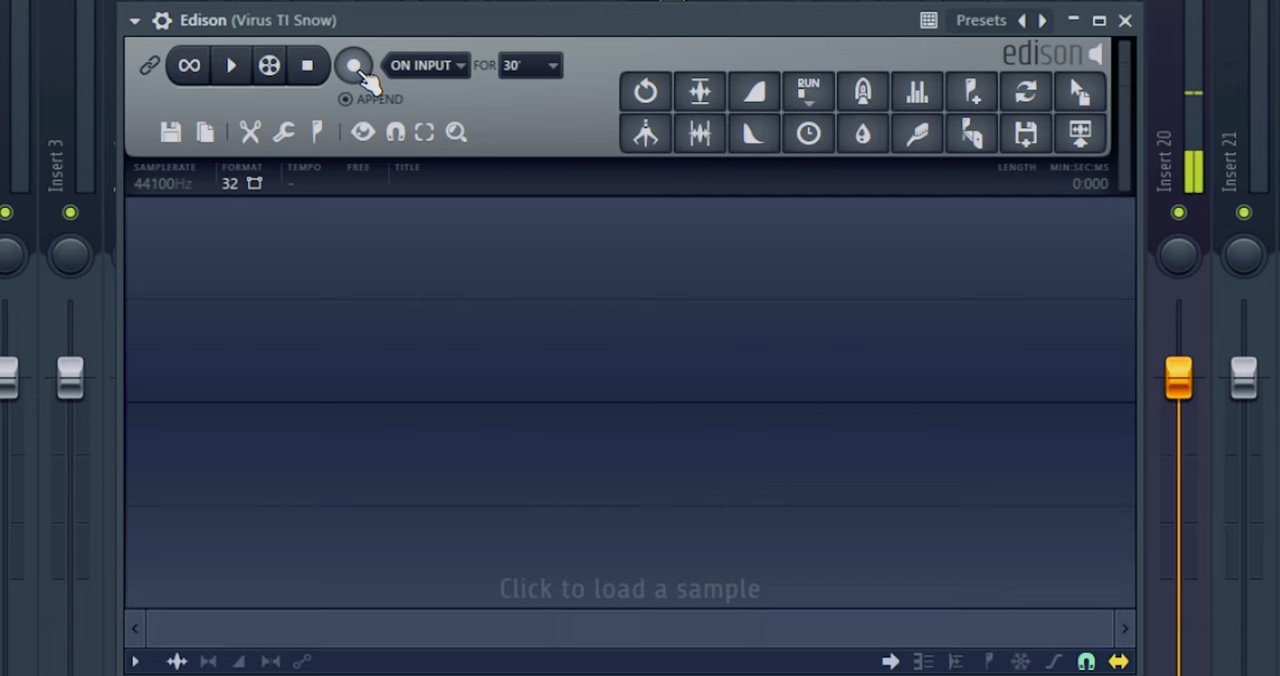 Edison (Virus TI Snow)
Presets
edison
ON INPUT
FOR
30'
RUN
APPEND
SAMPLERATE
FORMAT
TEMPO
FREE
TITLE
LENGTH
MIN:SEC:MS
44100Hz
32
-
0:000
Insert 3
Insert 20
Insert 21
Click to load a sample